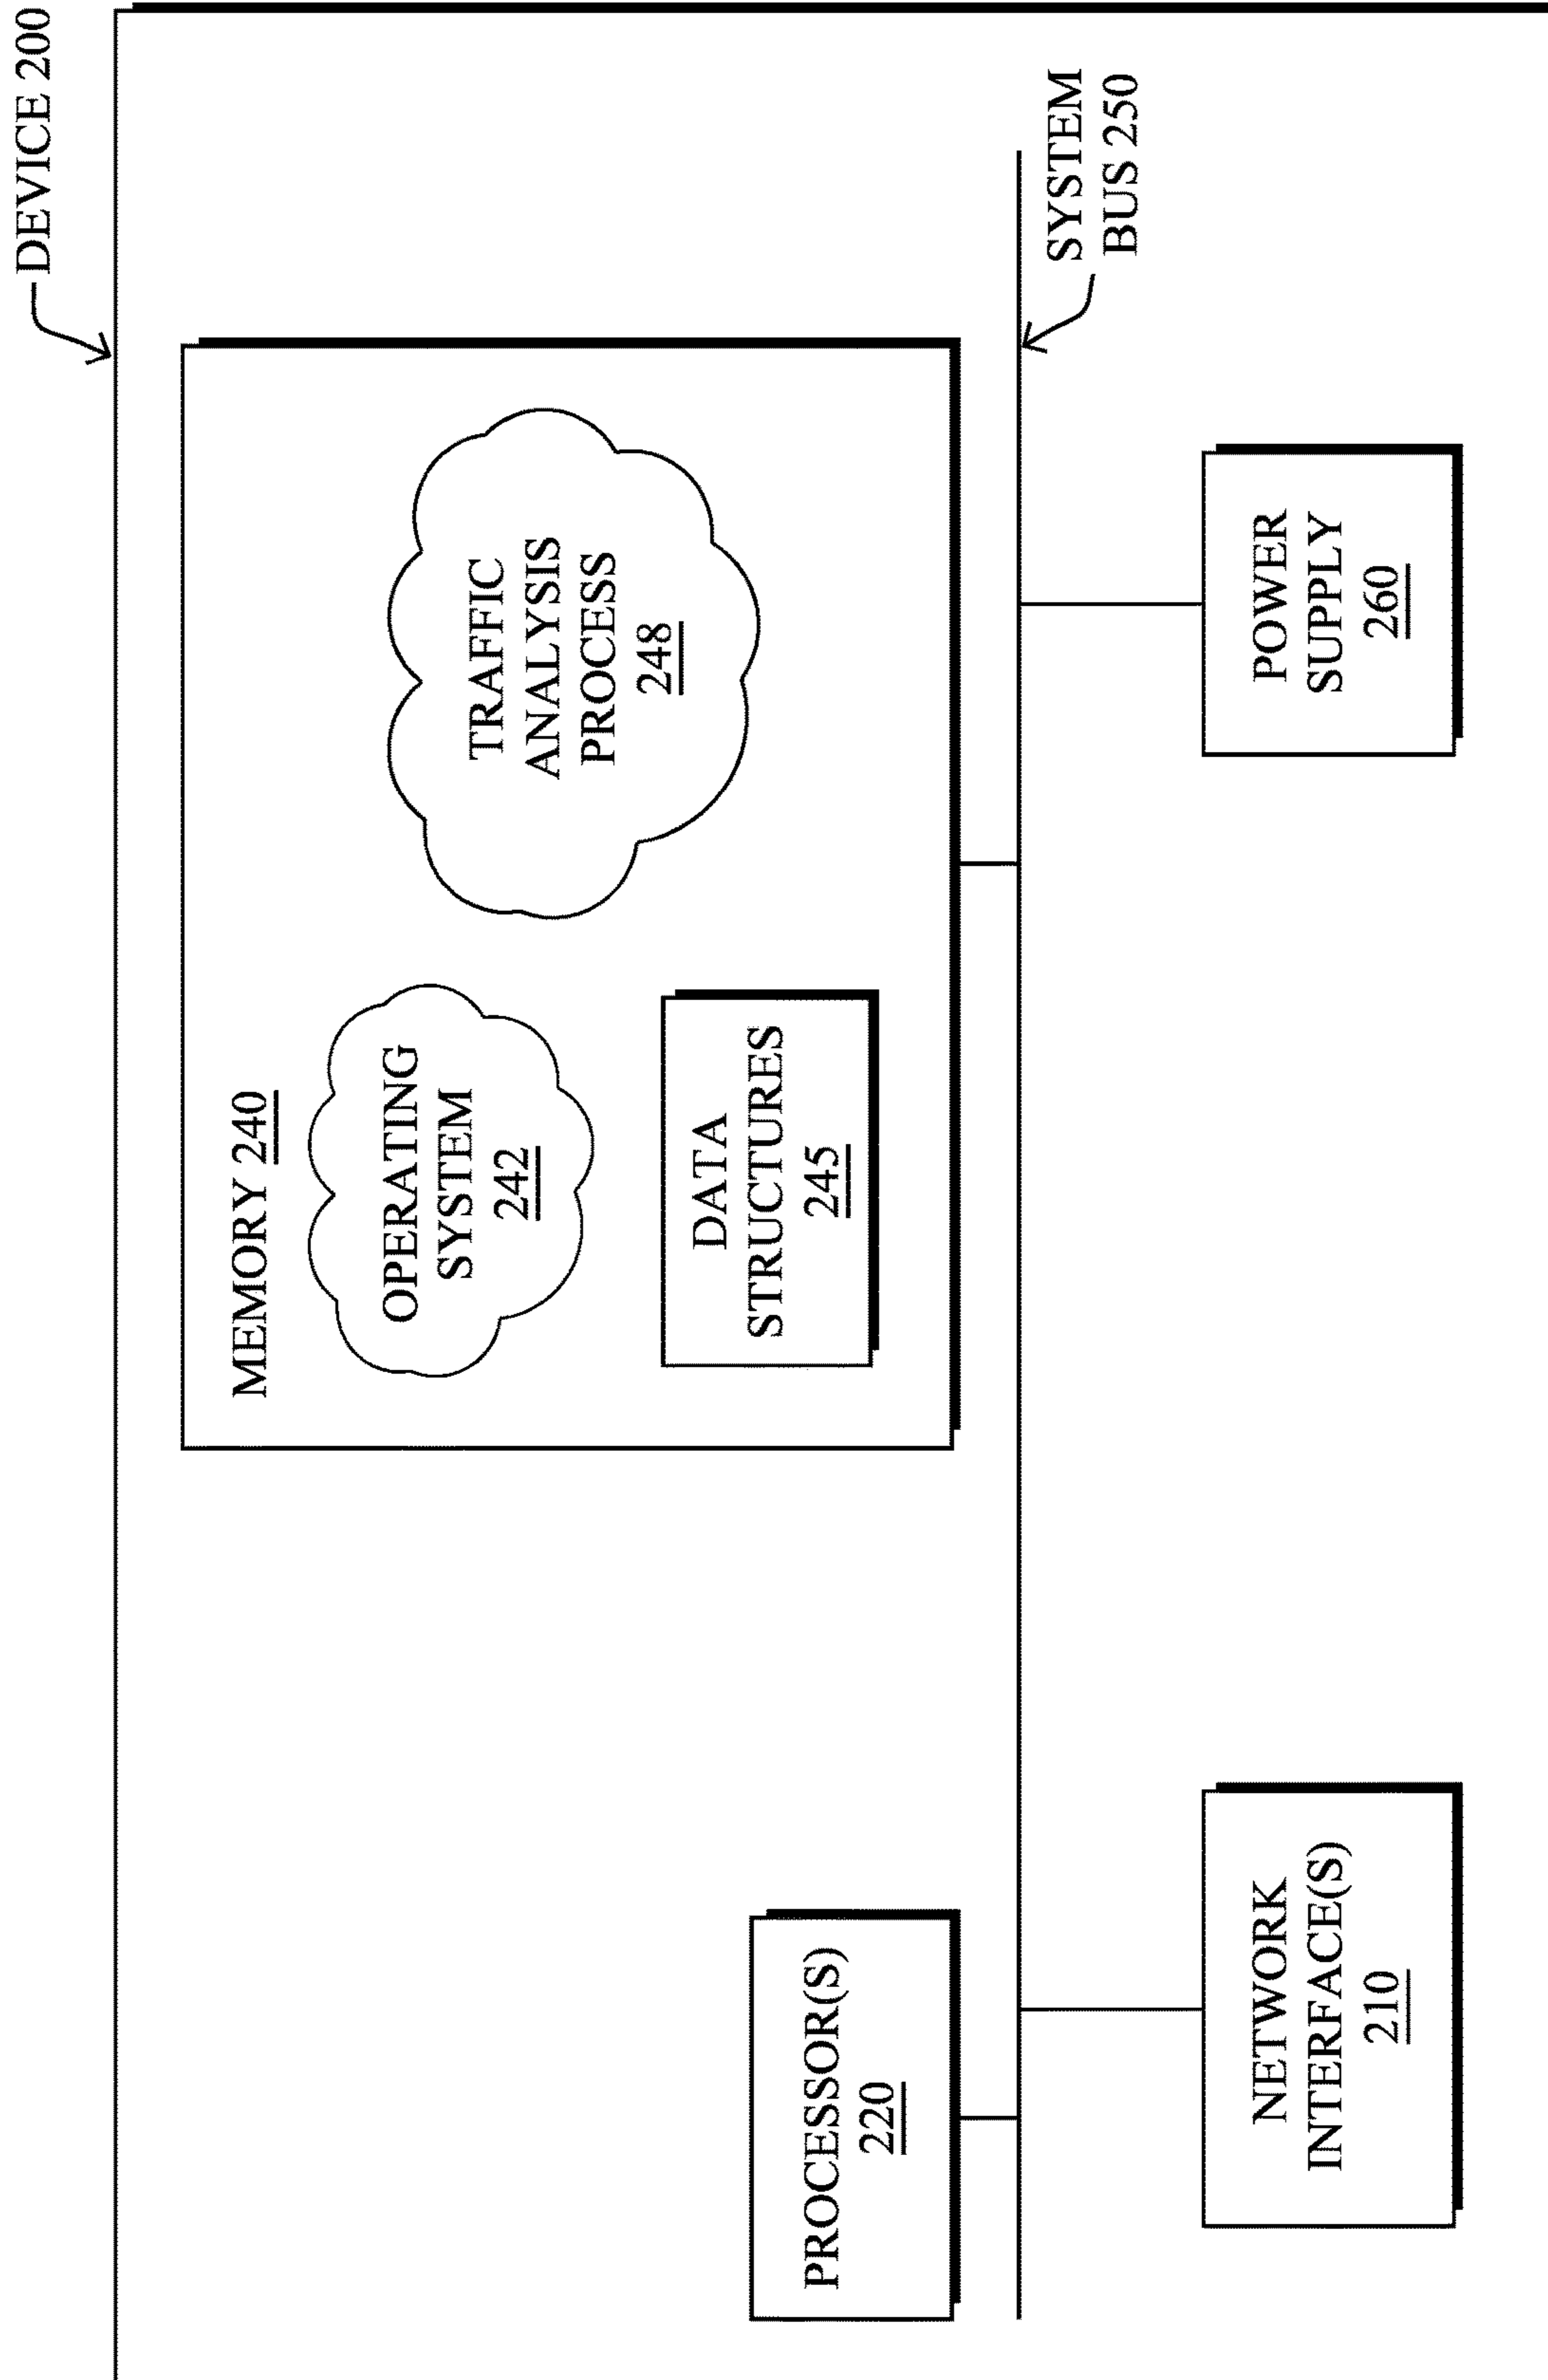 DEVICE 200
MEMORY 240
OPERATING
SYSTEM
242
TRAFFIC
ANALYSIS
PROCESS
248
DATA
STRUCTURES
245
PROCESSOR(S)
220
SYSTEM
BUS 250
NETWORK
INTERFACE(S)
210
POWER
SUPPLY
260